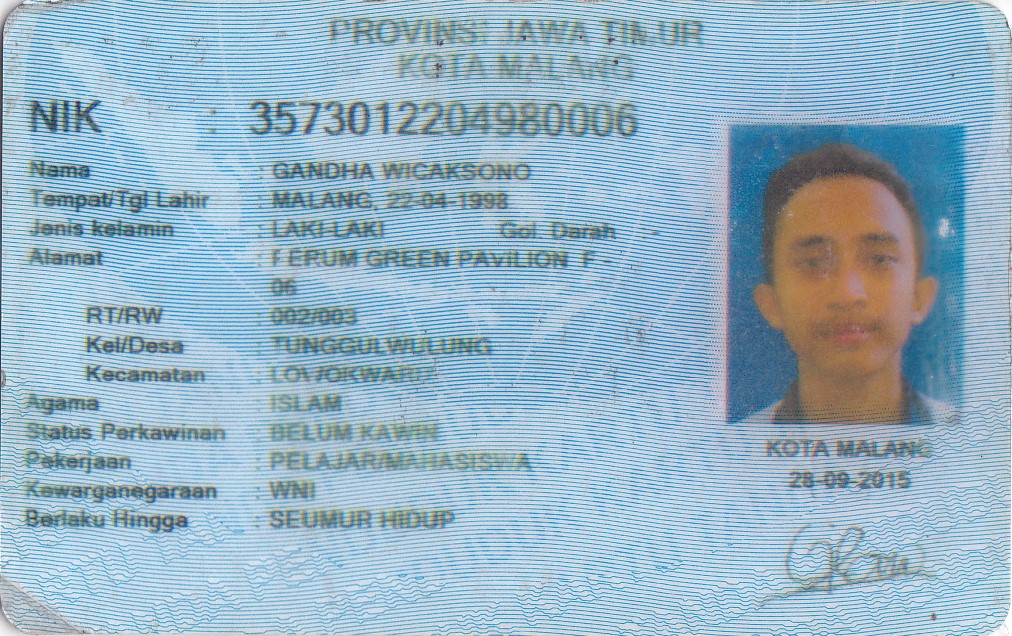 PROVINSI JAWA TIMUR
KOTA MALANG
NIK : 3573012204980006
Nama : GANDHA WICAKSONO
Tempat/Tgl Lahir : MALANG, 22-04-1998
Jenis kelamin : LAKI-LAKI Gol. Darah -
Alamat : PERUM GREEN PAVILION F -
06
RT/RW : 002/003
Kel/Desa : TUNGGULWULUNG
Kecamatan : LOWOKWARU
Agama : ISLAM
Status Perkawinan : BELUM KAWIN
Pekerjaan : PELAJAR/MAHASISWA
Kewarganegaraan : WNI
Berlaku Hingga : SEUMUR HIDUP
KOTA MALANG
28-09-2015